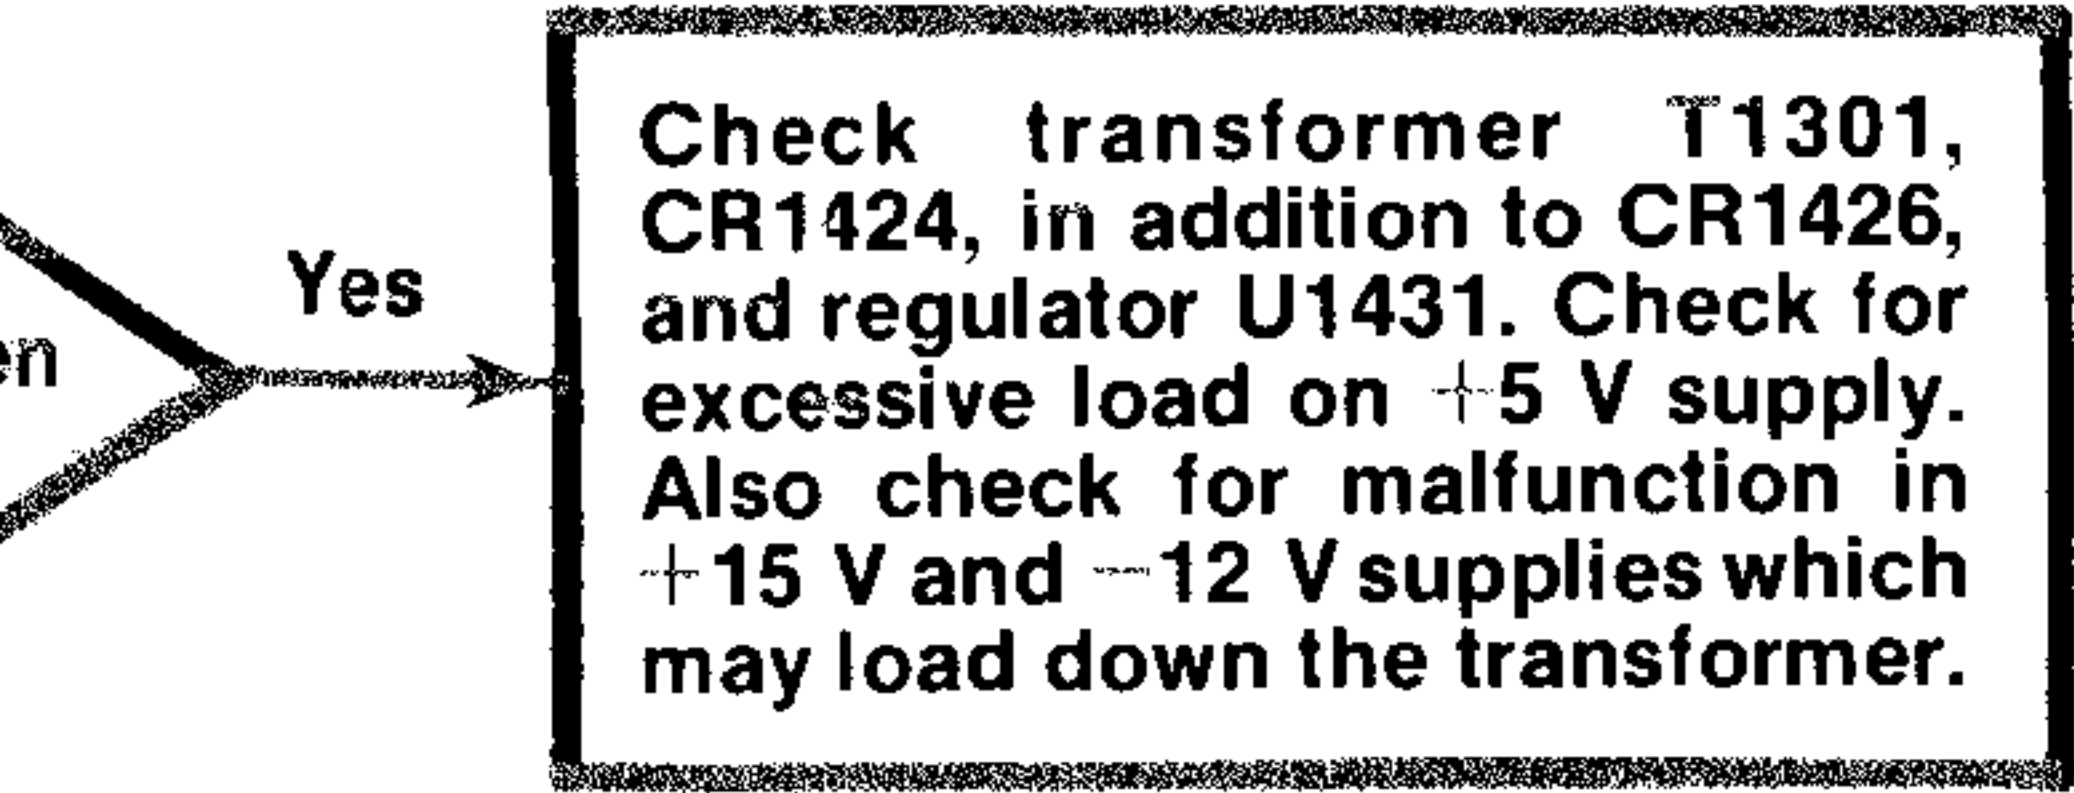 Yes
Check transformer T1301,
CR1424, in addition to CR1426,
and regulator U1431. Check for
excessive load on +5 V supply.
Also check for malfunction in
+15 V and -12 V supplies which
may load down the transformer.